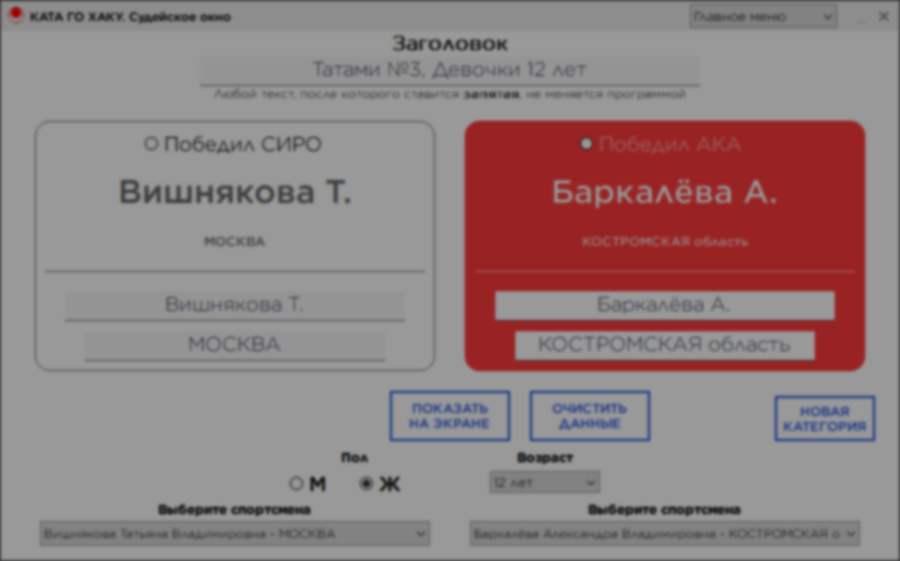 КАТА ГО ХАКУ. Судейское окно
Главное меню
Заголовок
Татами №3, Девочки 12 лет
Любой текст, после которого ставится запятая, не меняется программой
Победил СИРО
Вишнякова Т.
МОСКВА
Вишнякова Т.
МОСКВА
Победил АКА
Баркалёва А.
КОСТРОМСКАЯ область
Баркалёва А.
КОСТРОМСКАЯ область
ПОКАЗАТЬ
НА ЭКРАНЕ
ОЧИСТИТЬ
ДАННЫЕ
НОВАЯ
КАТЕГОРИЯ
Пол
М Ж
Возраст
12 лет
Выберите спортсмена
Вишнякова Татьяна Владимировна - МОСКВА
Выберите спортсмена
Баркалёва Александра Владимировна - КОСТРОМСКАЯ о